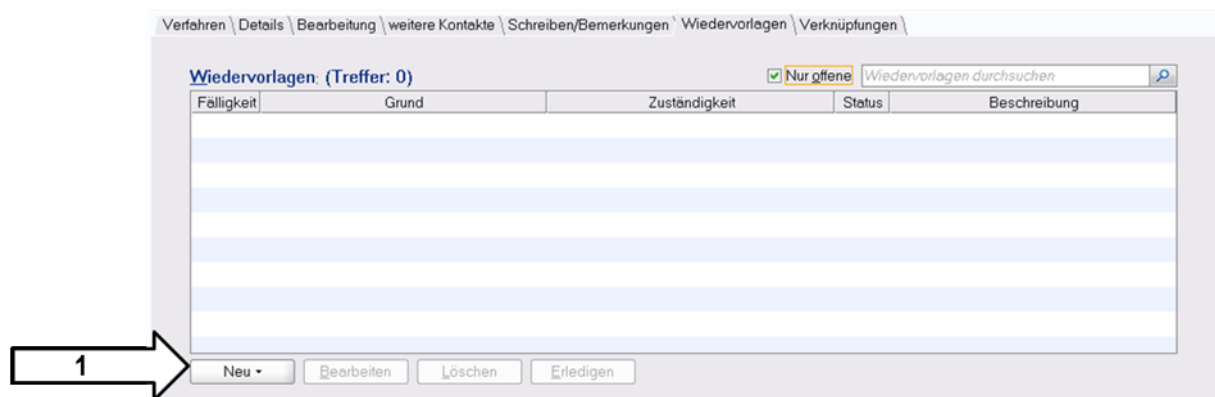 Verfahren Details Bearbeitung weitere Kontakte Schreiben/Bemerkungen Wiedervorlagen Verknüpfungen
Wiedervorlagen: (Treffer: 0) Nur offene Wiedervorlagen durchsuchen
Fälligkeit Grund Zuständigkeit Status Beschreibung
1 Neu Bearbeiten Löschen Erledigen